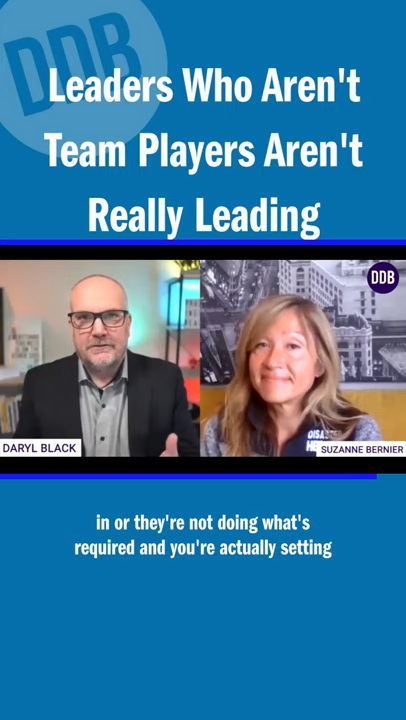 DDB
Leaders Who Aren't
Team Players Aren't
Really Leading
DDB
DARYL BLACK
SUZANNE BERNIER
in or they're not doing what's
required and you're actually setting